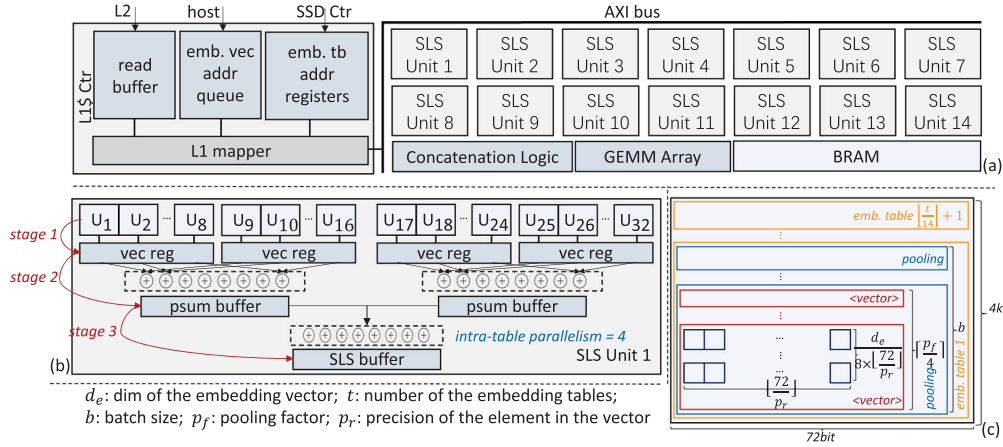 L2 host SSD Ctr AXI bus
L1$ Ctr
read buffer
emb. vec addr queue
emb. tb addr registers
L1 mapper
SLS Unit 1
SLS Unit 2
SLS Unit 3
SLS Unit 4
SLS Unit 5
SLS Unit 6
SLS Unit 7
SLS Unit 8
SLS Unit 9
SLS Unit 10
SLS Unit 11
SLS Unit 12
SLS Unit 13
SLS Unit 14
Concatenation Logic GEMM Array BRAM
(a)
U1 U2 ... U8 U9 U10 ... U16 U17 U18 ... U24 U25 U26 ... U32
stage 1
vec reg vec reg vec reg vec reg
stage 2
+ + + + + + + + + + + + + + + +
psum buffer psum buffer
stage 3
+ + + + + + + +
intra-table parallelism = 4
SLS buffer
SLS Unit 1
(b)
emb. table ⌊t/14⌋ + 1
⋮
pooling
⋮
<vector>
⋮
... 
⋮
...
⌊72/pr⌋
de / 8×⌊72/pr⌋
<vector>
⌈pf/4⌉
pooling
b
emb. table 1
4k
72bit
(c)
de: dim of the embedding vector; t: number of the embedding tables;
b: batch size; pf: pooling factor; pr: precision of the element in the vector